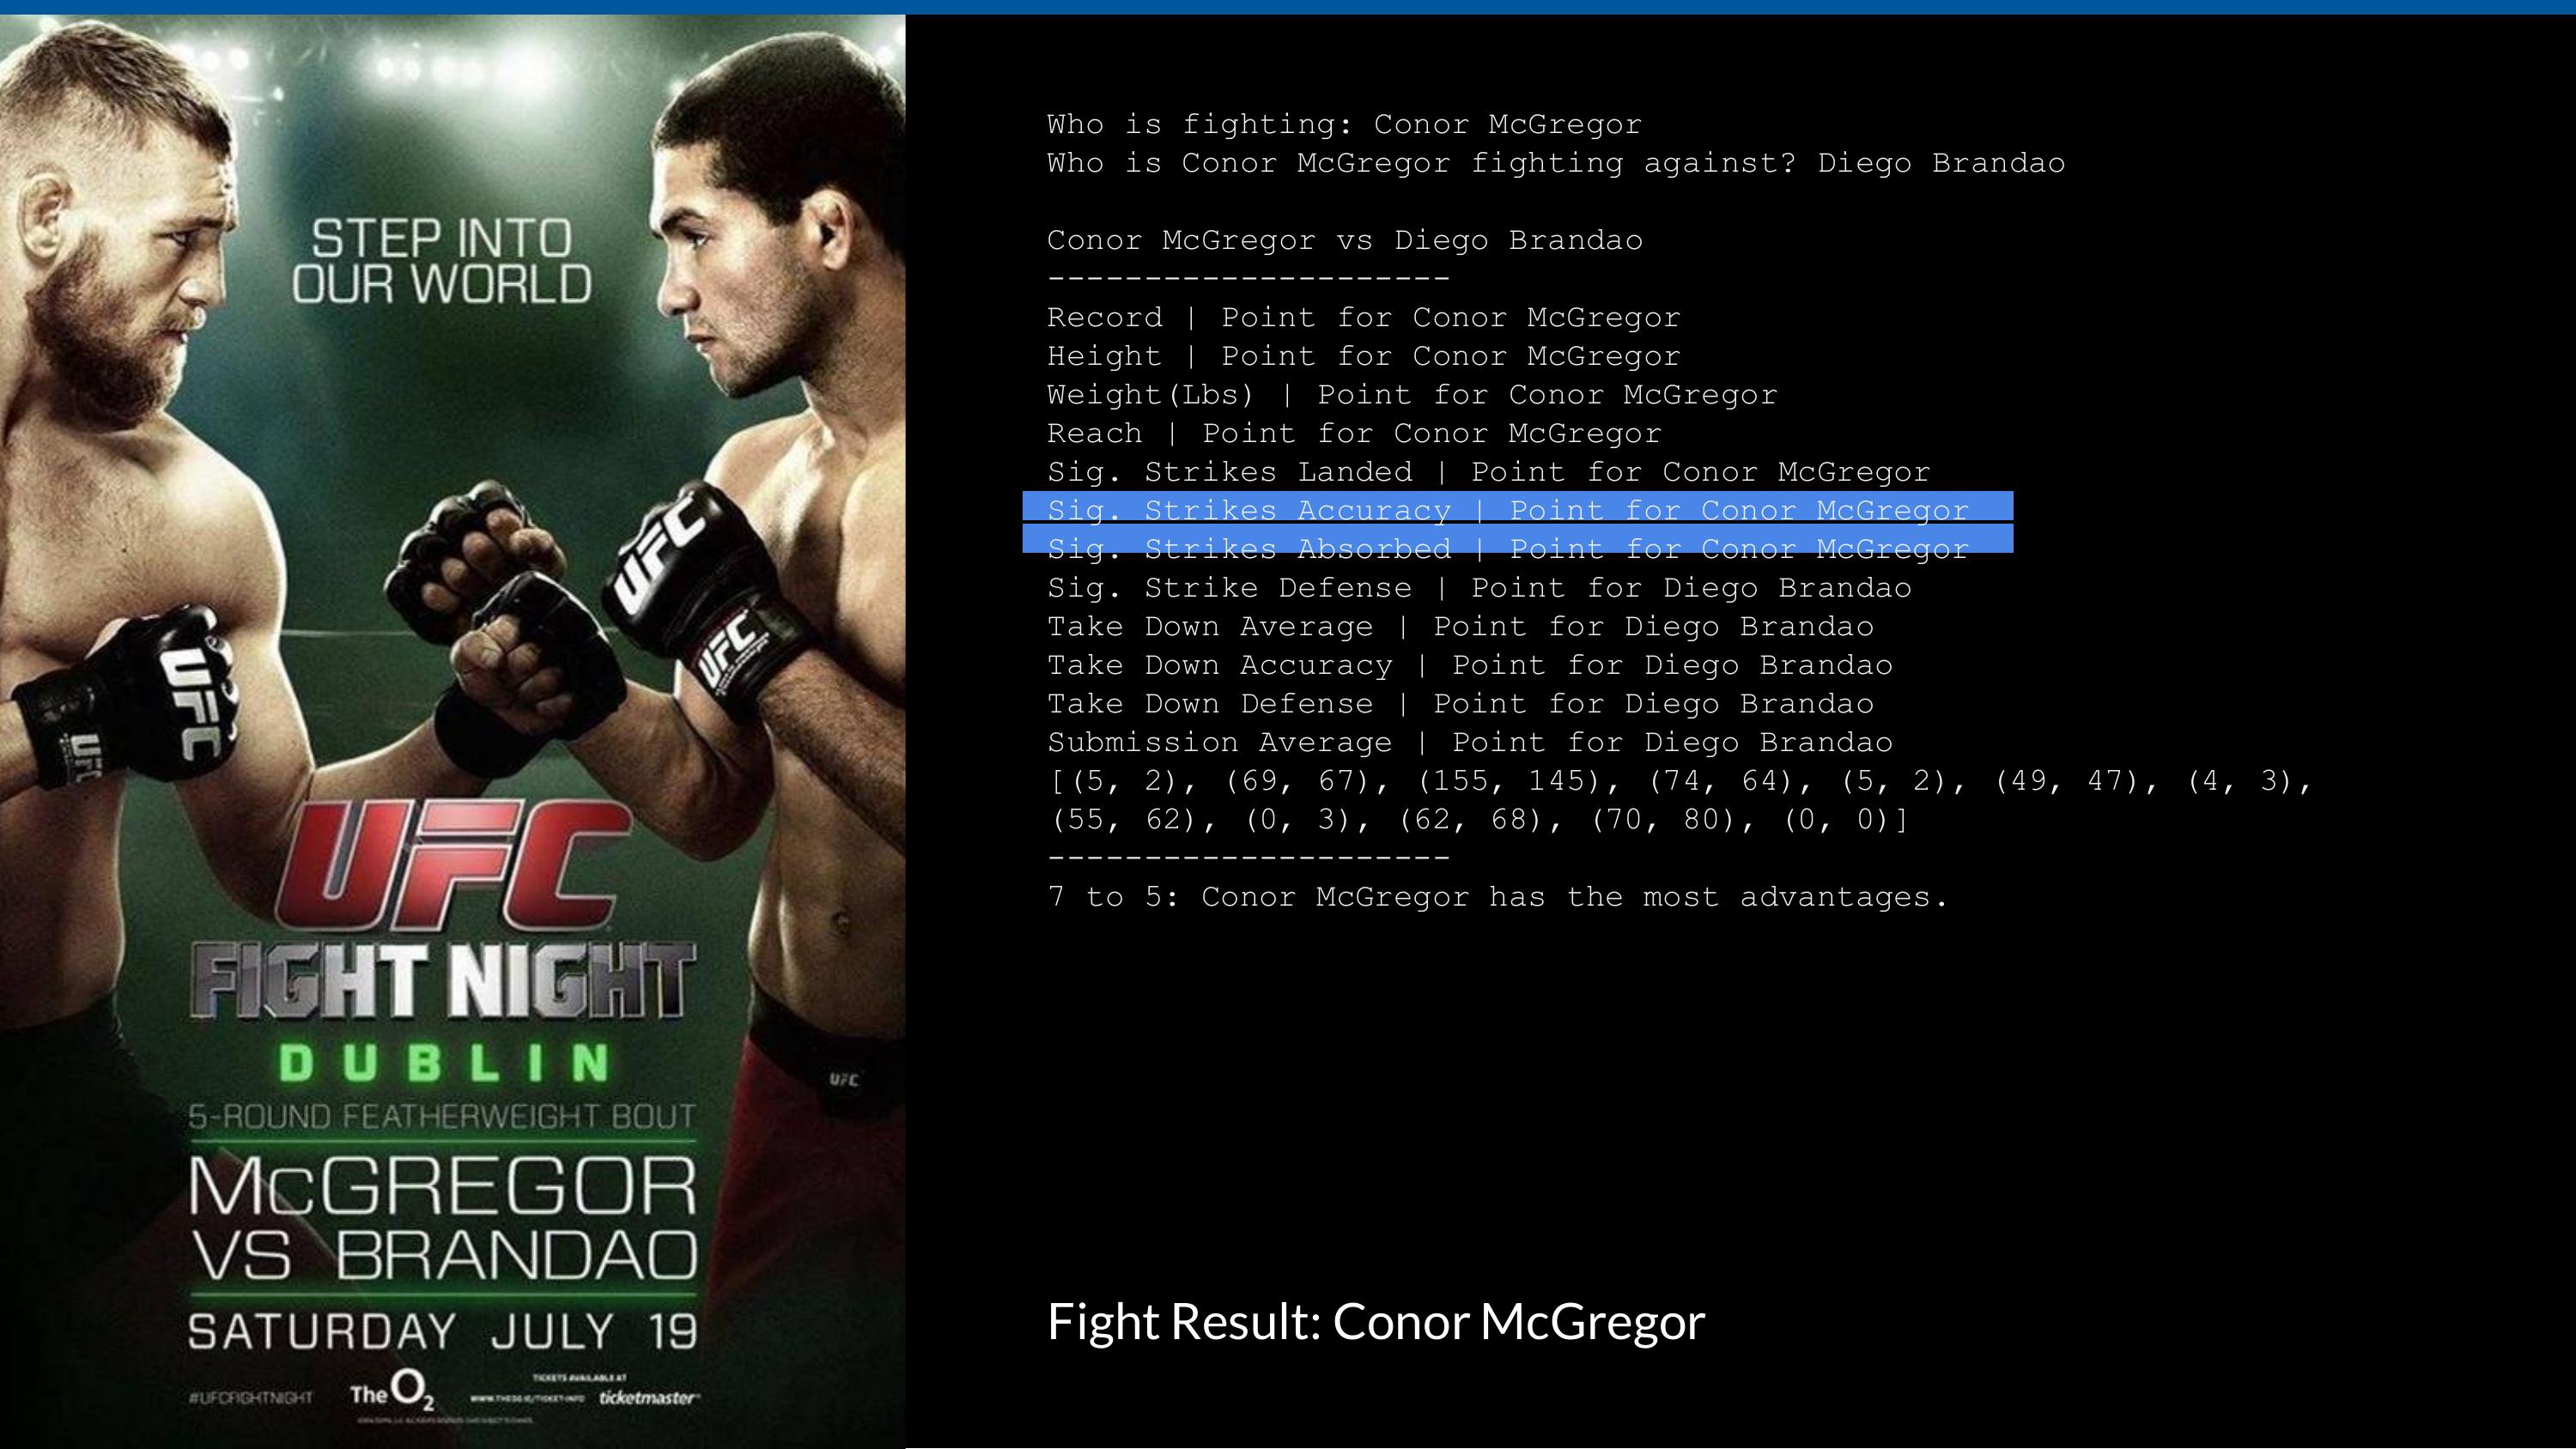 STEP INTO
OUR WORLD
UFC
UFC
UFC
UFC
UFC
UFC
UFC
FIGHT NIGHT
DUBLIN
5-ROUND FEATHERWEIGHT BOUT
McGREGOR
VS BRANDAO
SATURDAY JULY 19
#UFCFIGHTNIGHT
The O2
TICKETS AVAILABLE AT
ticketmaster
Who is fighting: Conor McGregor
Who is Conor McGregor fighting against? Diego Brandao
Conor McGregor vs Diego Brandao
---------------------
Record | Point for Conor McGregor
Height | Point for Conor McGregor
Weight(Lbs) | Point for Conor McGregor
Reach | Point for Conor McGregor
Sig. Strikes Landed | Point for Conor McGregor
Sig. Strikes Accuracy | Point for Conor McGregor
Sig. Strikes Absorbed | Point for Conor McGregor
Sig. Strike Defense | Point for Diego Brandao
Take Down Average | Point for Diego Brandao
Take Down Accuracy | Point for Diego Brandao
Take Down Defense | Point for Diego Brandao
Submission Average | Point for Diego Brandao
[(5, 2), (69, 67), (155, 145), (74, 64), (5, 2), (49, 47), (4, 3),
(55, 62), (0, 3), (62, 68), (70, 80), (0, 0)]
---------------------
7 to 5: Conor McGregor has the most advantages.
Fight Result: Conor McGregor